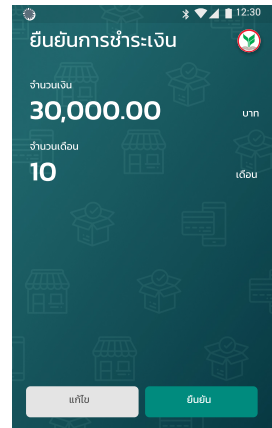 12:30
ยืนยันการชำระเงิน
จำนวนเงิน
30,000.00 บาท
จำนวนเดือน
10 เดือน
แก้ไข ยืนยัน